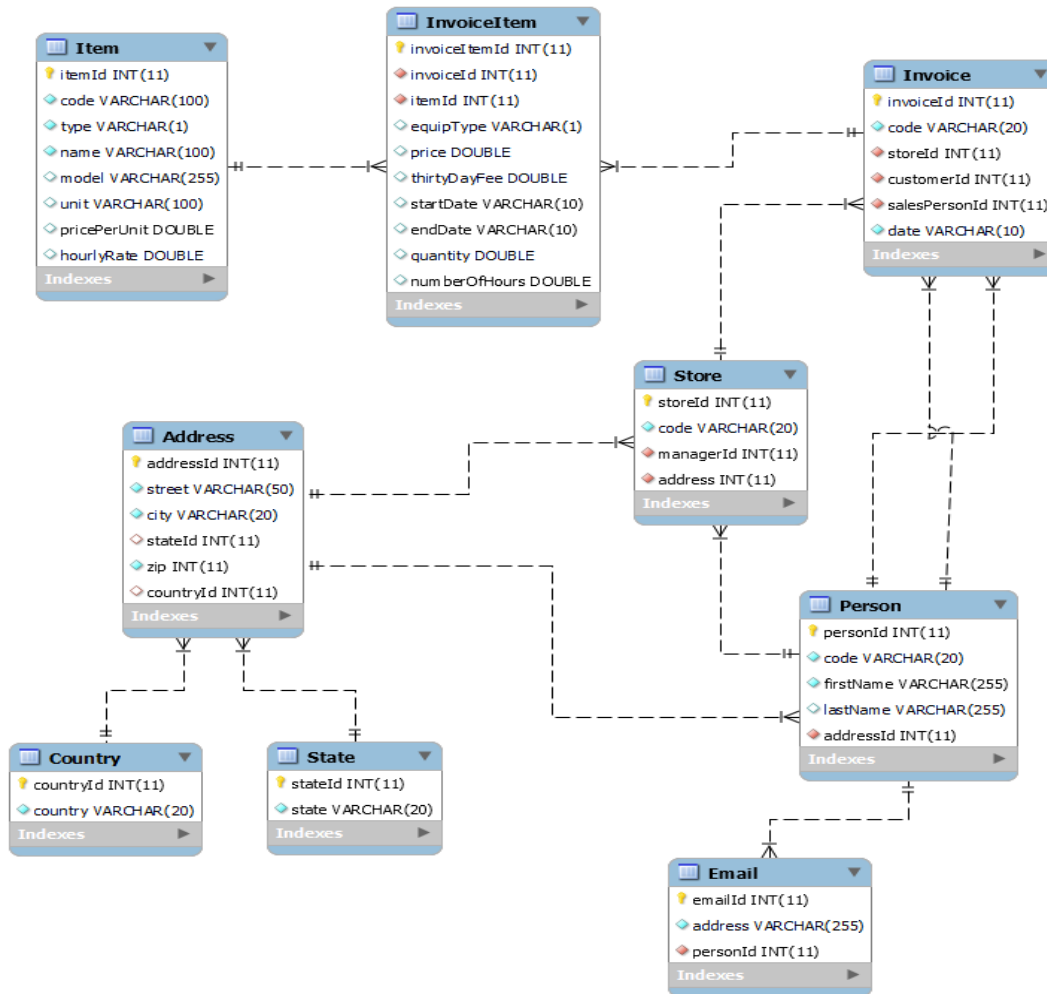 Item
itemId INT(11)
code VARCHAR(100)
type VARCHAR(1)
name VARCHAR(100)
model VARCHAR(255)
unit VARCHAR(100)
pricePerUnit DOUBLE
hourlyRate DOUBLE
Indexes
InvoiceItem
invoiceItemId INT(11)
invoiceId INT(11)
itemId INT(11)
equipType VARCHAR(1)
price DOUBLE
thirtyDayFee DOUBLE
startDate VARCHAR(10)
endDate VARCHAR(10)
quantity DOUBLE
numberOfHours DOUBLE
Indexes
Invoice
invoiceId INT(11)
code VARCHAR(20)
storeId INT(11)
customerId INT(11)
salesPersonId INT(11)
date VARCHAR(10)
Indexes
Store
storeId INT(11)
code VARCHAR(20)
managerId INT(11)
address INT(11)
Indexes
Address
addressId INT(11)
street VARCHAR(50)
city VARCHAR(20)
stateId INT(11)
zip INT(11)
countryId INT(11)
Indexes
Person
personId INT(11)
code VARCHAR(20)
firstName VARCHAR(255)
lastName VARCHAR(255)
addressId INT(11)
Indexes
Country
countryId INT(11)
country VARCHAR(20)
Indexes
State
stateId INT(11)
state VARCHAR(20)
Indexes
Email
emailId INT(11)
address VARCHAR(255)
personId INT(11)
Indexes